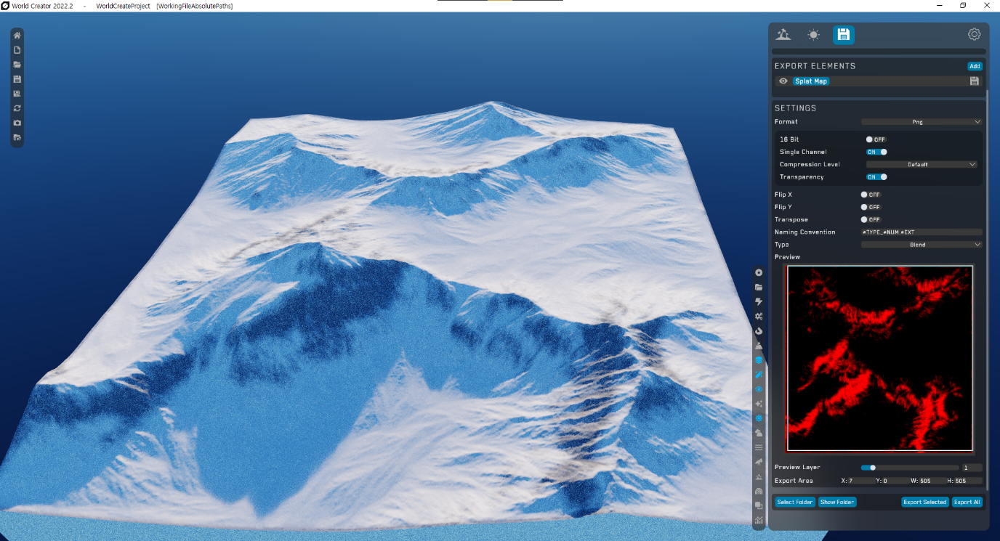 World Creator 2022.2 - WorldCreateProject [WorkingFileAbsolutePaths]
EXPORT ELEMENTS Add
Splat Map
SETTINGS
Format Png
16 Bit OFF
Single Channel ON
Compression Level Default
Transparency ON
Flip X OFF
Flip Y OFF
Transpose OFF
Naming Convention #TYPE_#NUM.#EXT
Type Blend
Preview
Preview Layer 1
Export Area X: 7 Y: 0 W: 505 H: 505
Select Folder Show Folder Export Selected Export All